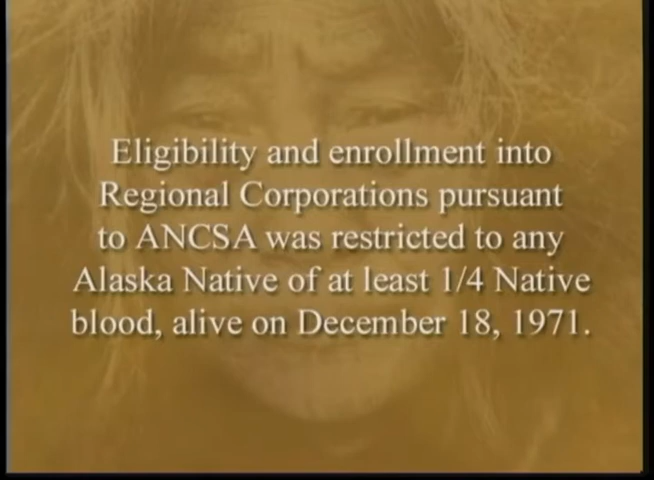 Eligibility and enrollment into
Regional Corporations pursuant
to ANCSA was restricted to any
Alaska Native of at least 1/4 Native
blood, alive on December 18, 1971.